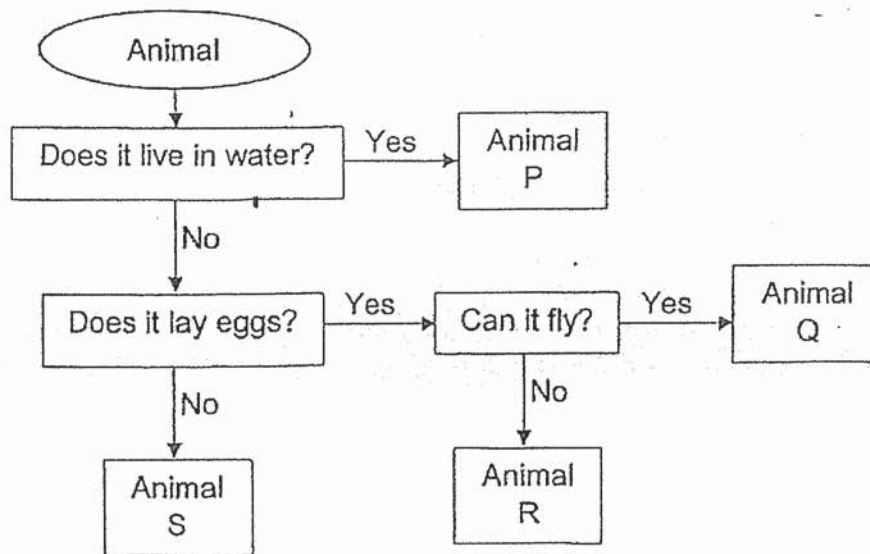 Animal
Does it live in water?
Yes
Animal
P
No
Does it lay eggs?
Yes
Can it fly?
Yes
Animal
Q
No
Animal
S
No
Animal
R